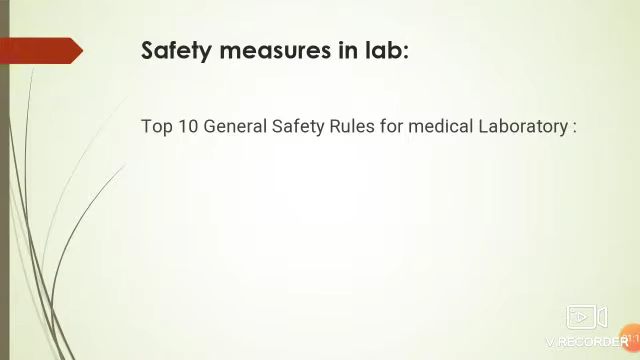 Safety measures in lab:
Top 10 General Safety Rules for medical Laboratory :
V RECORDER